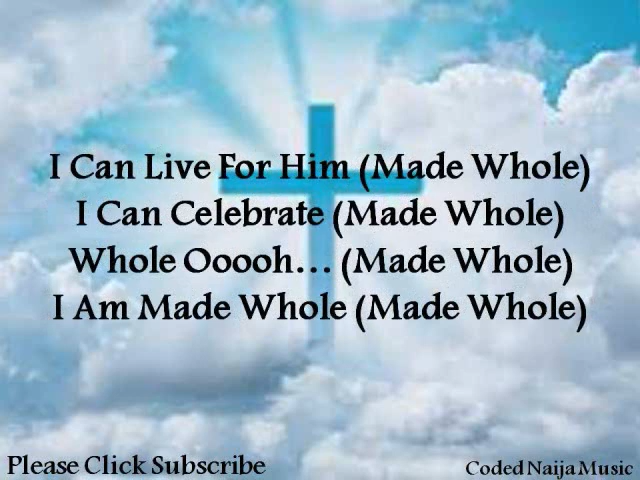 I Can Live For Him (Made Whole)
I Can Celebrate (Made Whole)
Whole Ooooh... (Made Whole)
I Am Made Whole (Made Whole)
Please Click Subscribe
Coded Naija Music